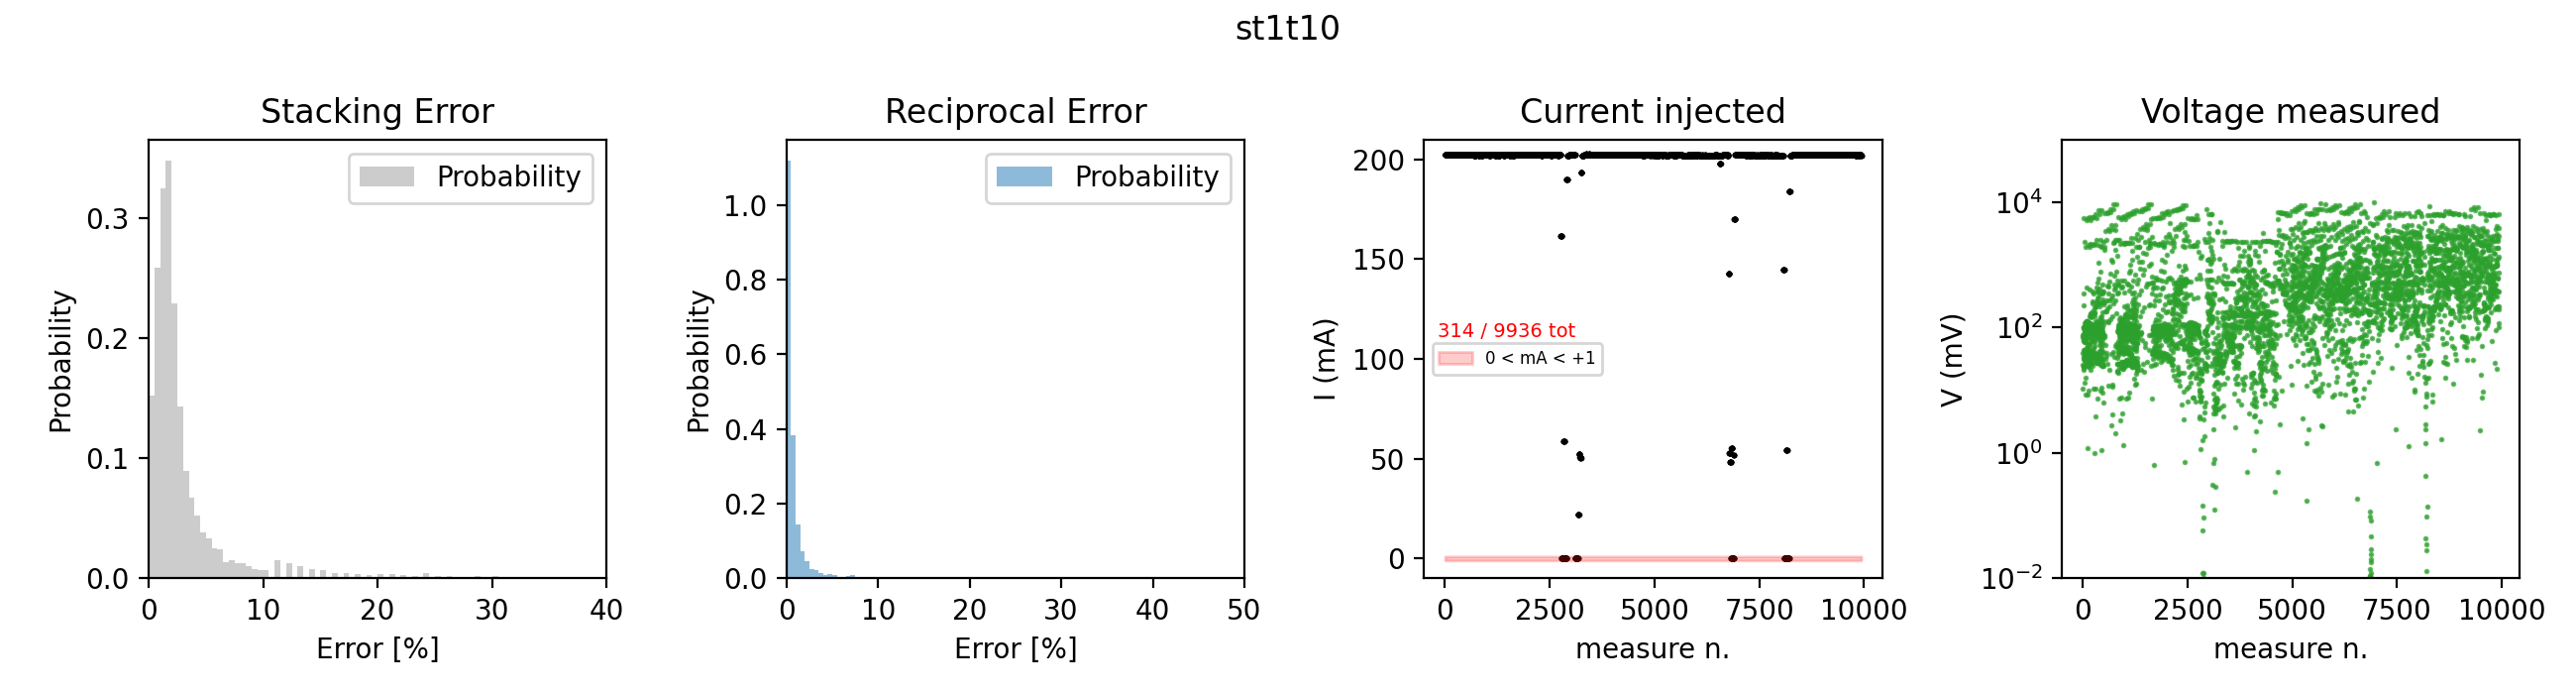 st1t10
Stacking Error
Probability
0.0
0.1
0.2
0.3
0 10 20 30 40
Error [%]
Probability
Reciprocal Error
Probability
0.0
0.2
0.4
0.6
0.8
1.0
0 10 20 30 40 50
Error [%]
Probability
Current injected
314 / 9936 tot
0 < mA < +1
0
50
100
150
200
0 2500 5000 7500 10000
measure n.
I (mA)
Voltage measured
10⁴
10²
10⁰
10⁻²
0 2500 5000 7500 10000
measure n.
V (mV)